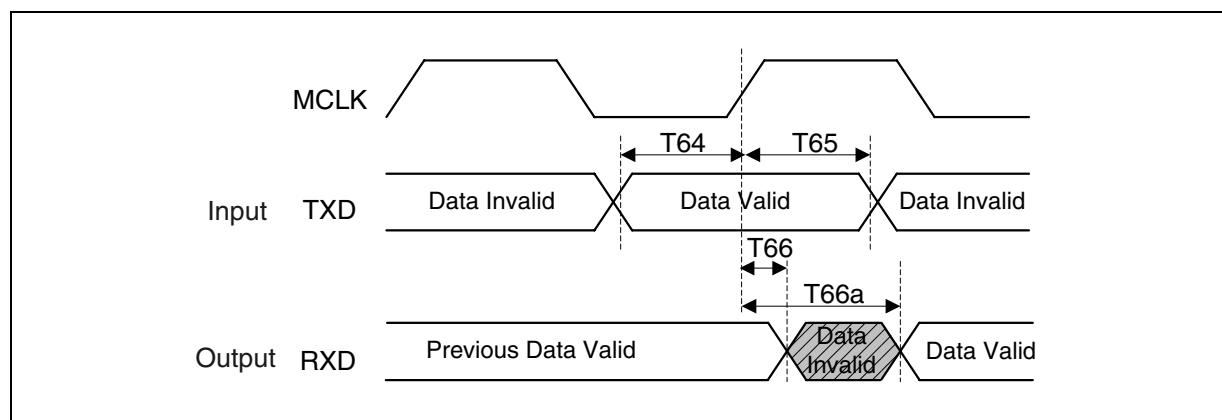 MCLK
T64 T65
Input TXD Data Invalid Data Valid Data Invalid
T66
T66a
Output RXD Previous Data Valid Data Invalid Data Valid